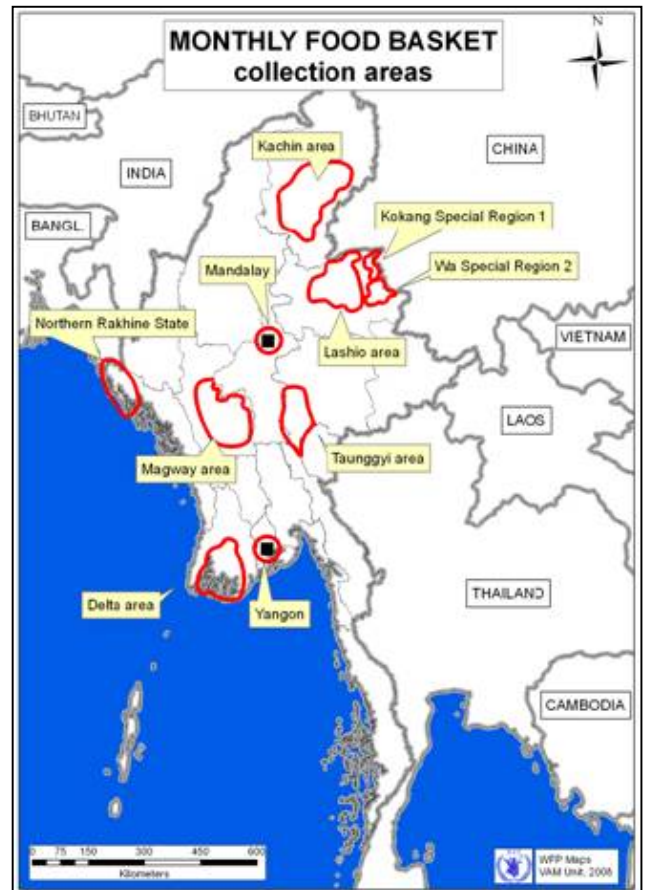 MONTHLY FOOD BASKET
collection areas
N
BHUTAN
Kachin area
CHINA
INDIA
Kokang Special Region 1
BANGL.
Mandalay
Wa Special Region 2
Northern Rakhine State
VIETNAM
Lashio area
LAOS
Magway area
Taunggyi area
Delta area
Yangon
THAILAND
CAMBODIA
0 75 150 300 450 600
Kilometers
WFP Maps
VAM Unit, 2008